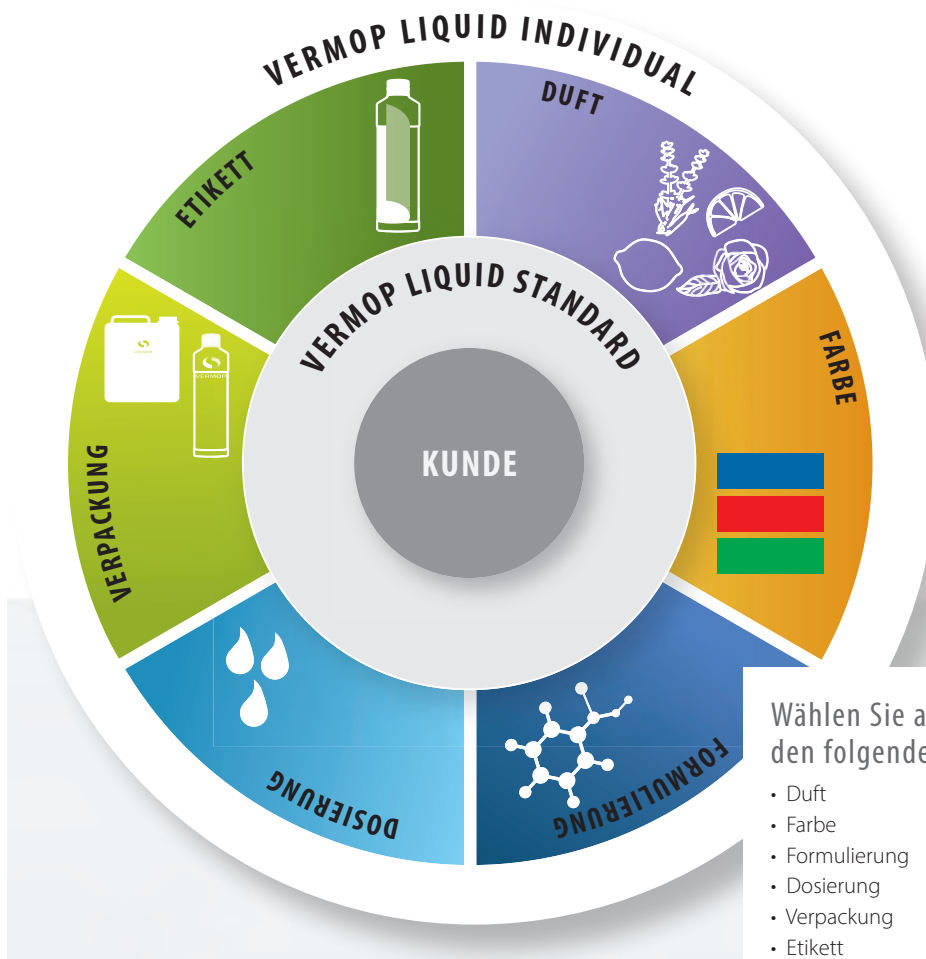 VERMOP LIQUID INDIVIDUAL
DUFT
ETIKETT
VERMOP LIQUID STANDARD
FARBE
KUNDE
VERMOP
VERPACKUNG
DOSIERUNG
FORMULIERUNG
Wählen Sie a
den folgende
• Duft
• Farbe
• Formulierung
• Dosierung
• Verpackung
• Etikett